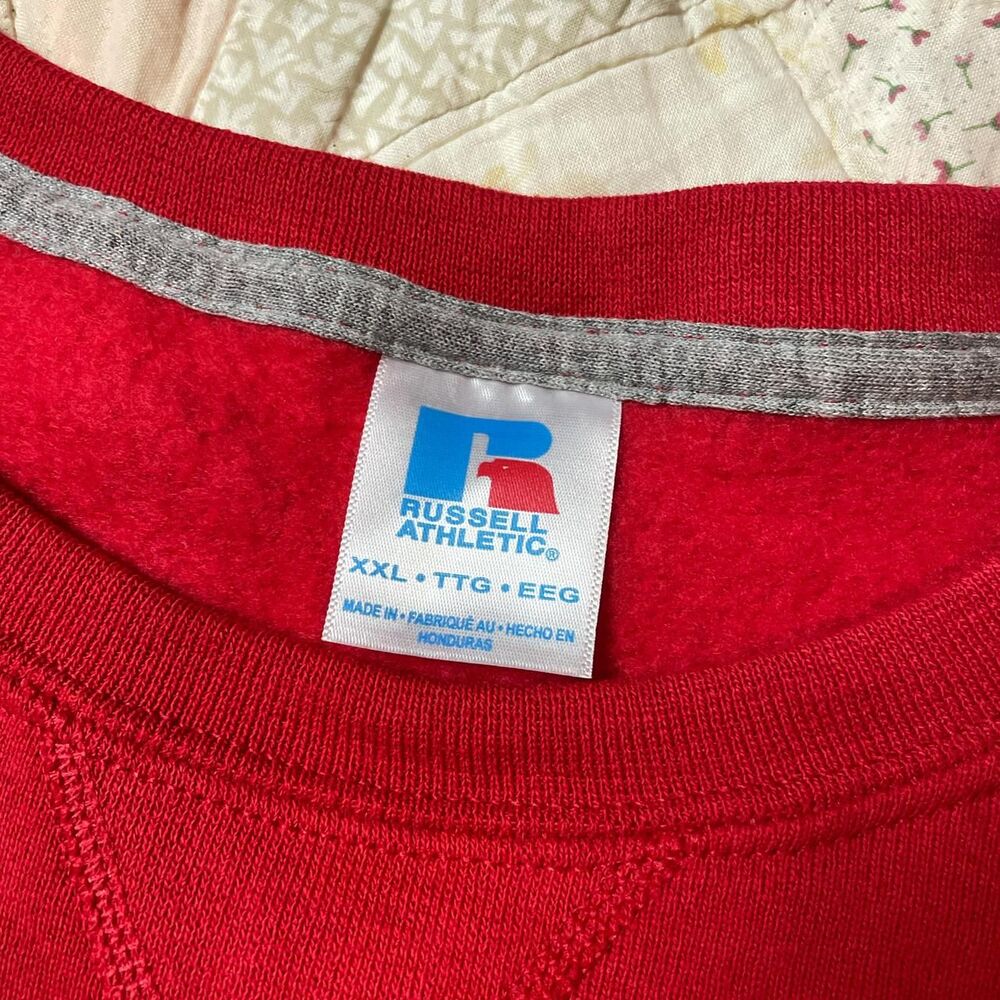 R
RUSSELL
ATHLETIC®
XXL • TTG • EEG
MADE IN • FABRIQUÉ AU • HECHO EN
HONDURAS